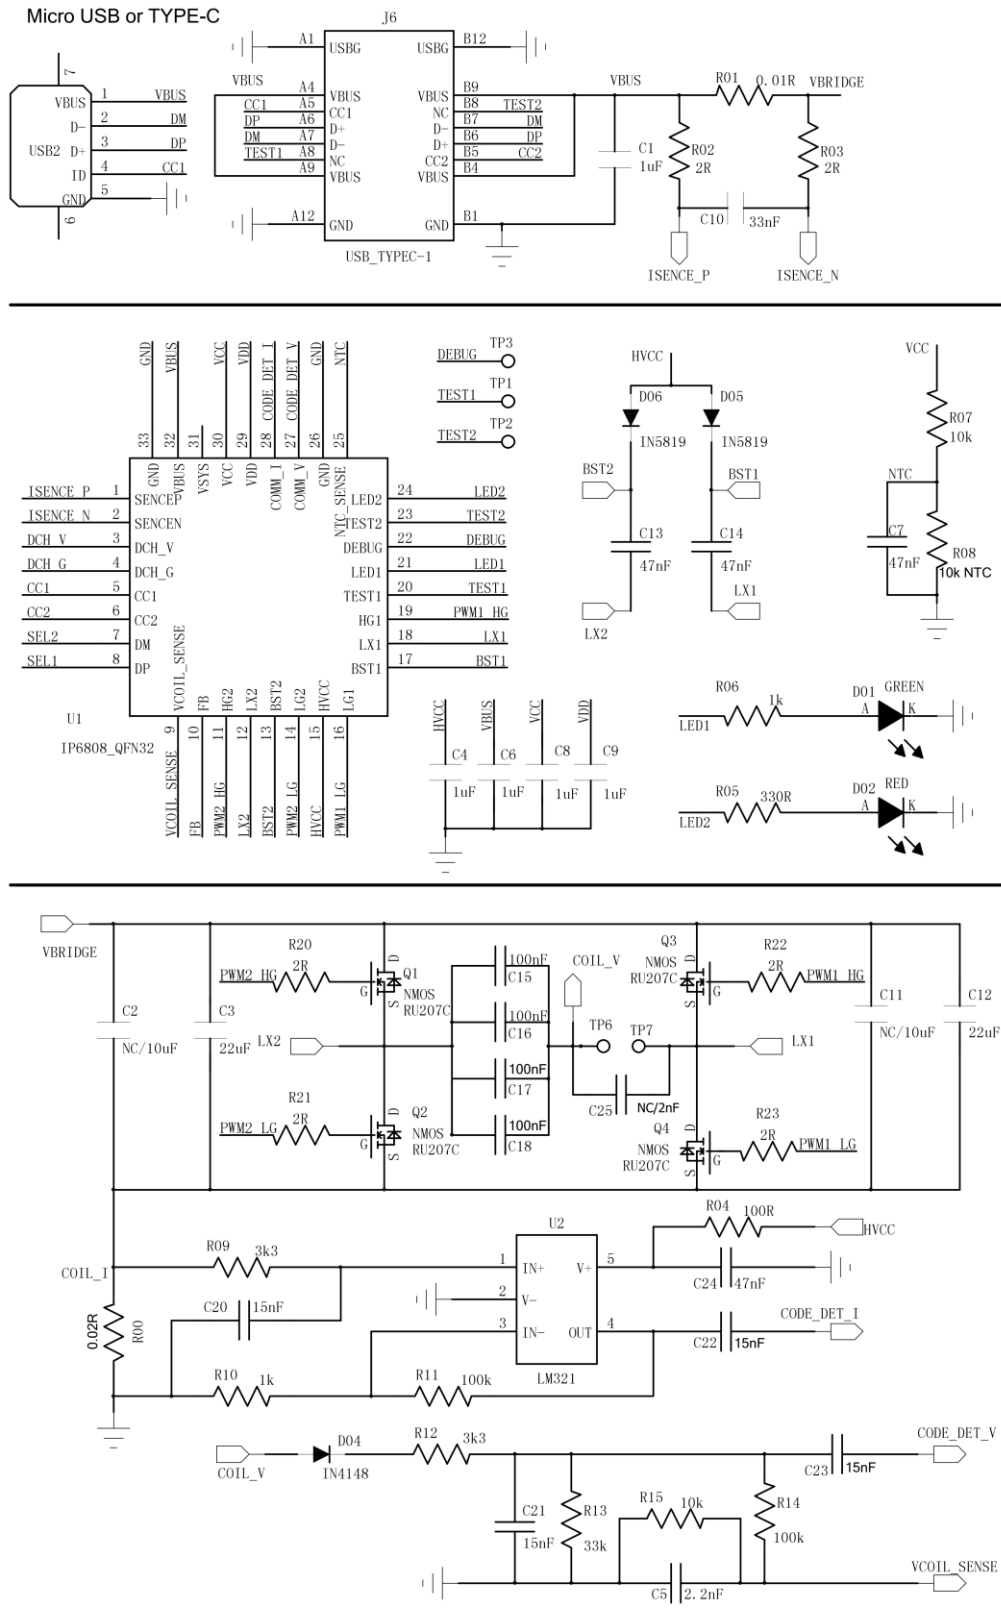 Micro USB or TYPE-C
J6
7
VBUS 1 VBUS
D- 2 DM
USB2 D+ 3 DP
ID 4 CC1
GND 5
6
A1 USBG USBG B12
VBUS A4 VBUS VBUS B9 VBUS
CC1 A5 CC1 NC B8 TEST2
DP A6 D+ D- B7 DM
DM A7 D- D+ B6 DP
TEST1 A8 NC CC2 B5 CC2
A9 VBUS VBUS B4
A12 GND GND B1
USB_TYPEC-1
R01 0.01R VBRIDGE
C1
1uF
R02
2R
R03
2R
C10 33nF
ISENCE_P ISENCE_N
GND VBUS VCC VDD CODE_DET_I CODE_DET_V GND NTC
33 32 31 30 29 28 27 26 25
GND VBUS VSYS VCC VDD COMM_I COMM_V GND NTC_SENSE
ISENCE_P 1 SENCEP LED2 24 LED2
ISENCE_N 2 SENCEN TEST2 23 TEST2
DCH_V 3 DCH_V DEBUG 22 DEBUG
DCH_G 4 DCH_G LED1 21 LED1
CC1 5 CC1 TEST1 20 TEST1
CC2 6 CC2 HG1 19 PWM1_HG
SEL2 7 DM LX1 18 LX1
SEL1 8 DP BST1 17 BST1
VCOIL_SENSE FB HG2 LX2 BST2 LG2 HVCC LG1
U1
9 10 11 12 13 14 15 16
IP6808_QFN32
VCOIL_SENSE FB PWM2_HG LX2 BST2 PWM2_LG HVCC PWM1_LG
DEBUG TP3
TEST1 TP1
TEST2 TP2
HVCC
D06 D05
IN5819 IN5819
BST2 BST1
C13 C14
47nF 47nF
LX2 LX1
VCC
R07
10k
NTC
C7
47nF
R08
10k NTC
HVCC VBUS VCC VDD
C4 C6 C8 C9
1uF 1uF 1uF 1uF
R06 1k D01 GREEN
LED1 A K
R05 330R D02 RED
LED2 A K
VBRIDGE
C2
NC/10uF
C3
22uF
R20
PWM2_HG 2R
G D S
Q1
NMOS
RU207C
LX2
R21
PWM2_LG 2R
G D S
Q2
NMOS
RU207C
100nF
C15
100nF
C16
100nF
C17
100nF
C18
COIL_V
TP6 TP7
C25 NC/2nF
Q3
NMOS
RU207C
D G S
R22
2R PWM1_HG
LX1
Q4
NMOS
RU207C
D G S
R23
2R PWM1_LG
C11
NC/10uF
C12
22uF
COIL_I
R09 3k3
C20 15nF
0.02R R00
R10 1k
R11 100k
U2
1 IN+ V+ 5
2 V-
3 IN- OUT 4
LM321
R04 100R HVCC
C24 47nF
CODE_DET_I
C22 15nF
COIL_V
D04
IN4148
R12 3k3
C21
15nF
R13
33k
R15 10k
C5 2.2nF
R14
100k
C23 15nF
CODE_DET_V
VCOIL_SENSE